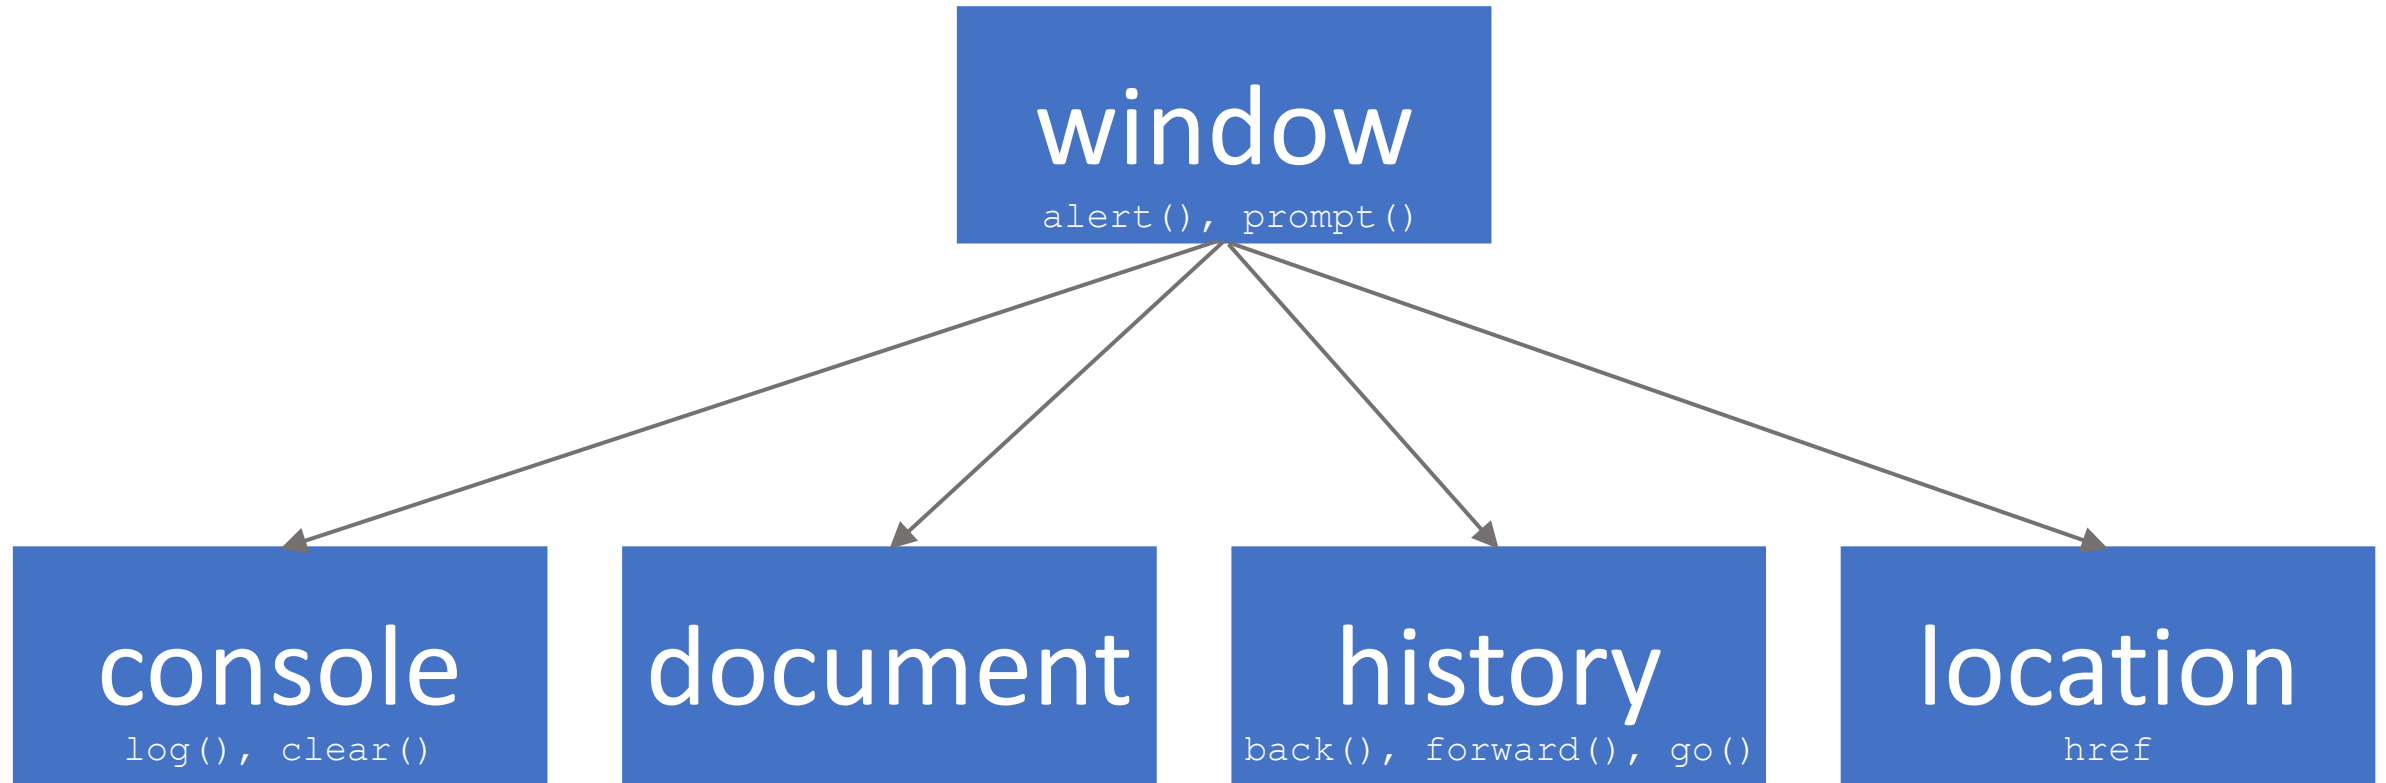 window
alert(), prompt()
console
log(), clear()
document
history
back(), forward(), go()
location
href